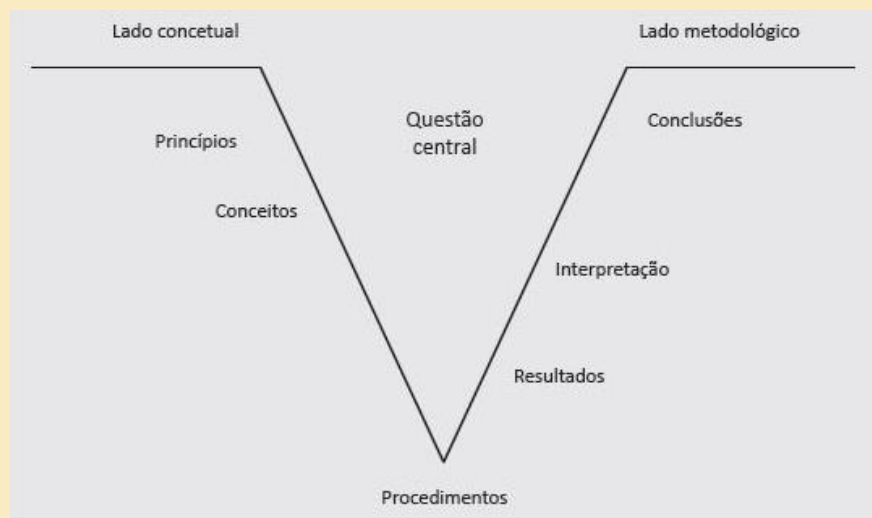 Lado concetual
Lado metodológico
Questão
central
Conclusões
Princípios
Conceitos
Interpretação
Resultados
Procedimentos